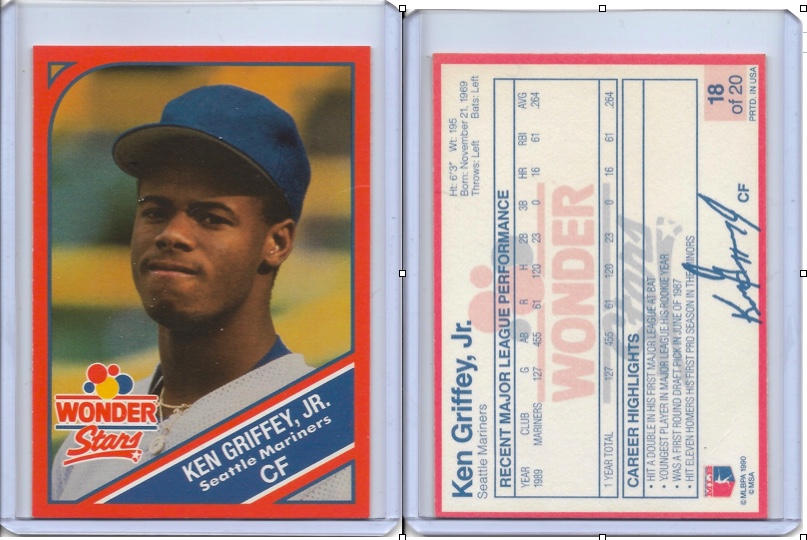 WONDER
Stars
KEN GRIFFEY, JR.
Seattle Mariners
CF
18
of 20
PRTD. IN USA
Ken Griffey, Jr.
Seattle Mariners
Ht: 6'3" Wt: 195
Born: November 21, 1969
Throws: Left Bats: Left
RECENT MAJOR LEAGUE PERFORMANCE
YEAR CLUB G AB R H 2B 3B HR RBI AVG
1989 MARINERS 127 455 61 120 23 0 16 61 .264
WONDER
Stars
1 YEAR TOTAL 127 455 61 120 23 0 16 61 .264
CAREER HIGHLIGHTS
• HIT A DOUBLE IN HIS FIRST MAJOR LEAGUE AT BAT
• YOUNGEST PLAYER IN MAJOR LEAGUE HIS ROOKIE YEAR
• WAS A FIRST ROUND DRAFT PICK IN JUNE OF 1987
• HIT ELEVEN HOMERS HIS FIRST PRO SEASON IN THE MINORS
CF
© MLBPA 1990
© MSA